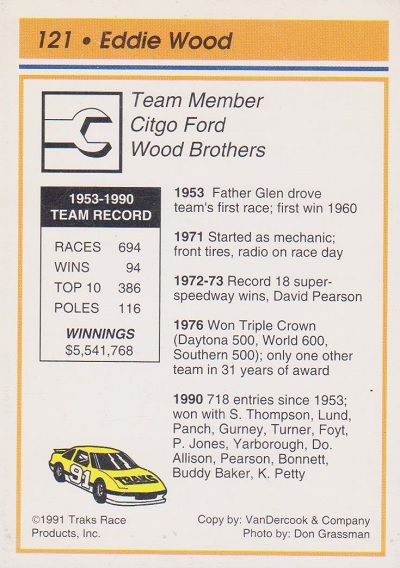 121 • Eddie Wood
Team Member
Citgo Ford
Wood Brothers
1953-1990
TEAM RECORD
RACES 694
WINS 94
TOP 10 386
POLES 116
WINNINGS
$5,541,768
1953 Father Glen drove
team's first race; first win 1960
1971 Started as mechanic;
front tires, radio on race day
1972-73 Record 18 super-
speedway wins, David Pearson
1976 Won Triple Crown
(Daytona 500, World 600,
Southern 500); only one other
team in 31 years of award
1990 718 entries since 1953;
won with S. Thompson, Lund,
Panch, Gurney, Turner, Foyt,
P. Jones, Yarborough, Do.
Allison, Pearson, Bonnett,
Buddy Baker, K. Petty
91
TRAKS
©1991 Traks Race
Products, Inc.
Copy by: VanDercook & Company
Photo by: Don Grassman